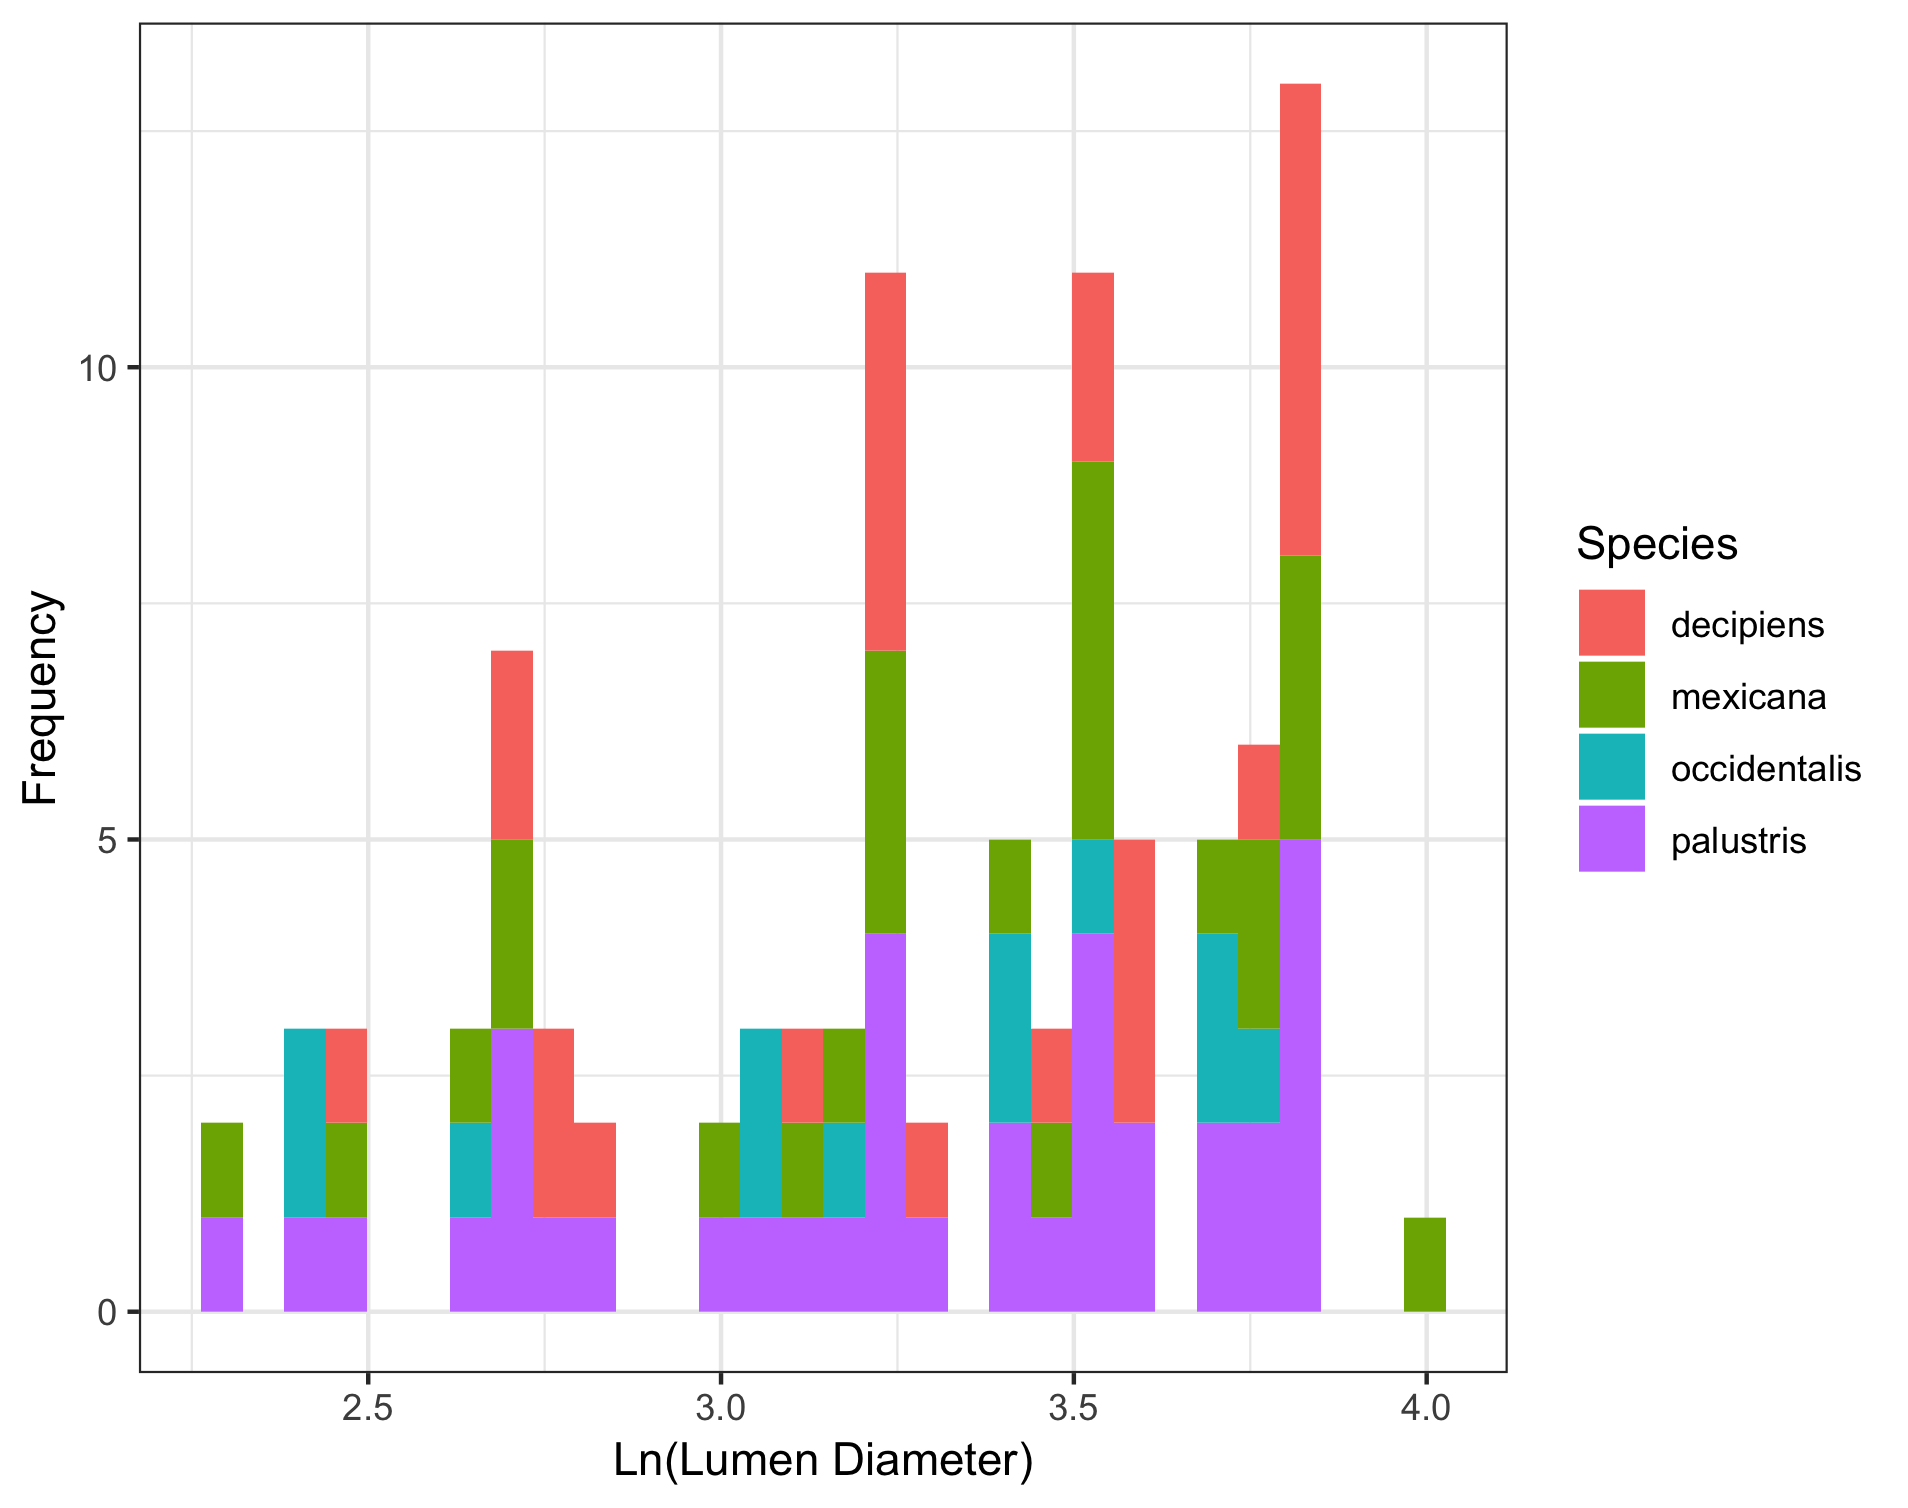 Frequency
10
5
0
2.5 3.0 3.5 4.0
Ln(Lumen Diameter)
Species
decipiens
mexicana
occidentalis
palustris